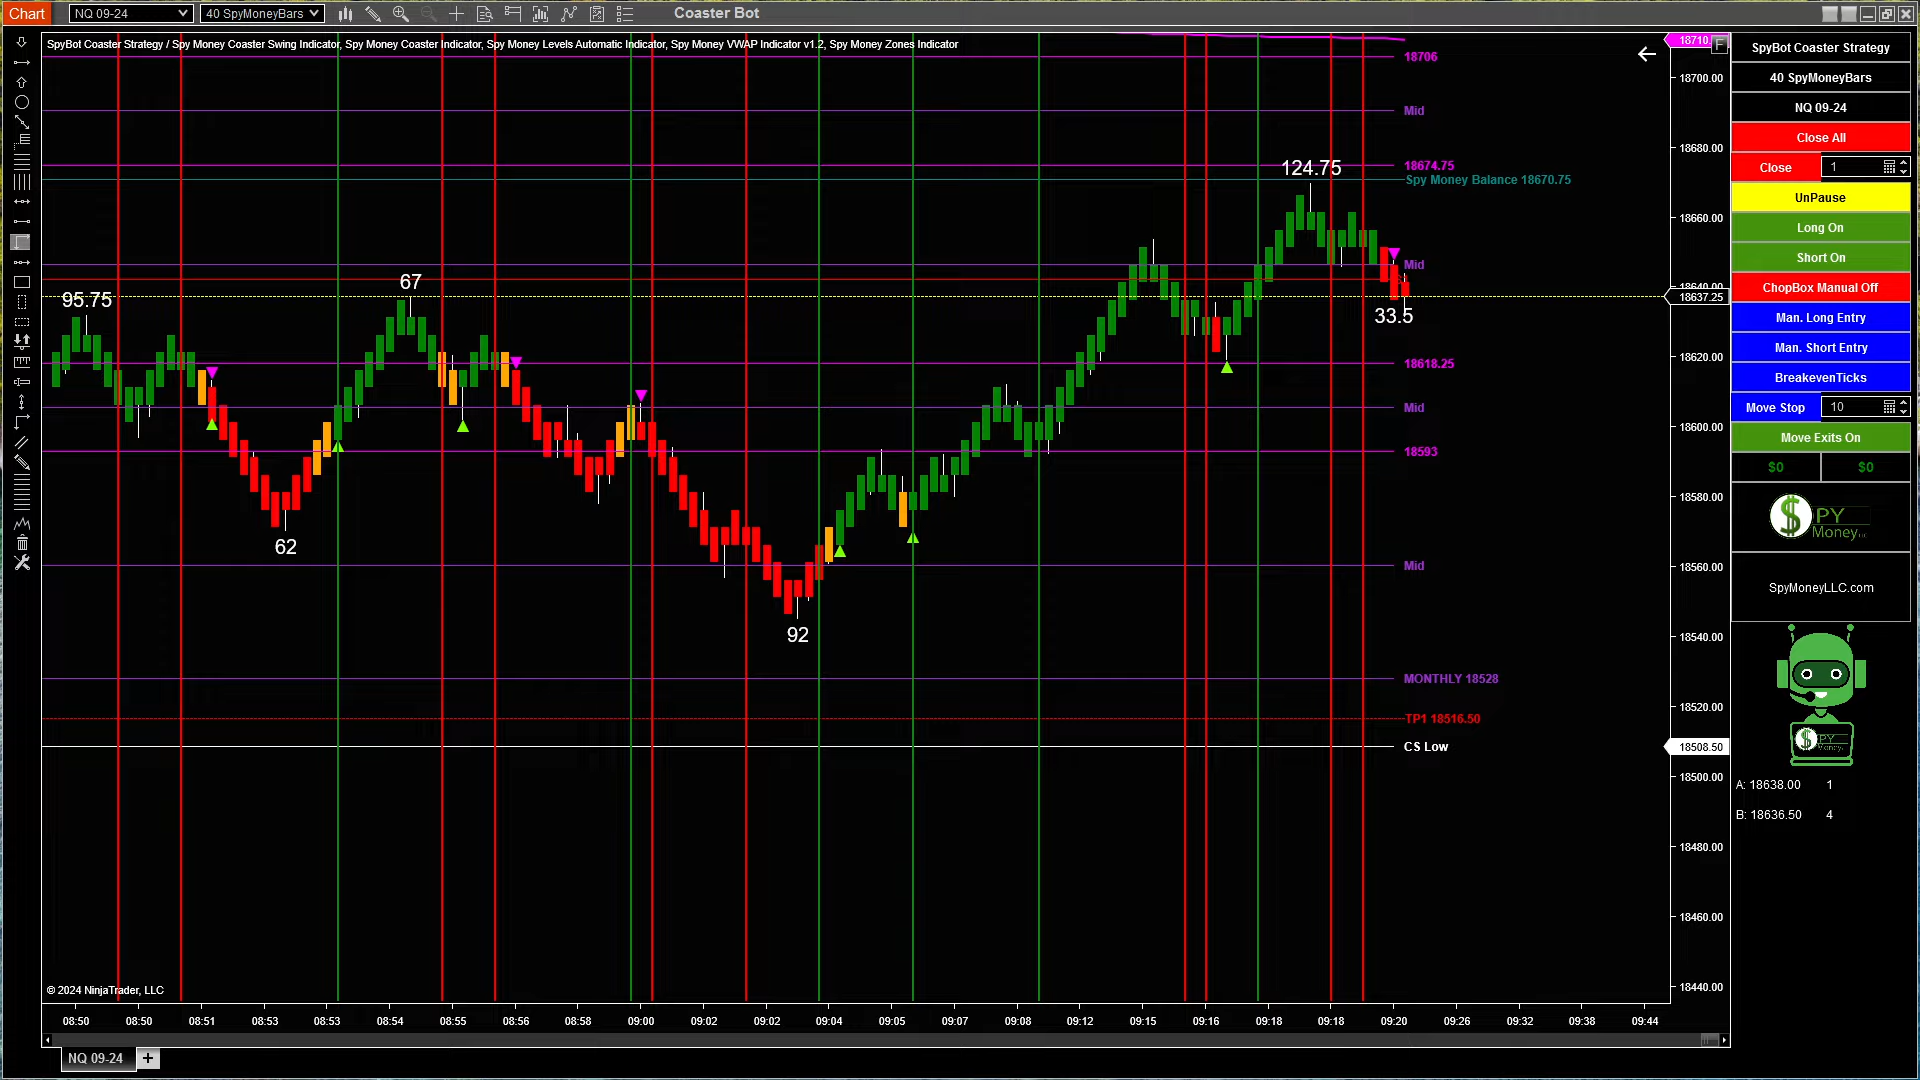 Chart
NQ 09-24
40 SpyMoneyBars
Coaster Bot
SpyBot Coaster Strategy / Spy Money Coaster Swing Indicator, Spy Money Coaster Indicator, Spy Money Levels Automatic Indicator, Spy Money VWAP Indicator v1.2, Spy Money Zones Indicator
18706
Mid
18674.75
Spy Money Balance 18670.75
124.75
Mid
67
95.75
33.5
18618.25
Mid
18593
62
Mid
92
MONTHLY 18528
TP1 18516.50
CS Low
© 2024 NinjaTrader, LLC
18710.
F
18700.00
18680.00
18660.00
18640.00
18637.25
18620.00
18600.00
18580.00
18560.00
18540.00
18520.00
18508.50
18500.00
18480.00
18460.00
18440.00
08:50 08:50 08:51 08:53 08:53 08:54 08:55 08:56 08:58 09:00 09:02 09:02 09:04 09:05 09:07 09:08 09:12 09:15 09:16 09:18 09:18 09:20 09:26 09:32 09:38 09:44
NQ 09-24
+
SpyBot Coaster Strategy
40 SpyMoneyBars
NQ 09-24
Close All
Close 1
UnPause
Long On
Short On
ChopBox Manual Off
Man. Long Entry
Man. Short Entry
BreakevenTicks
Move Stop 10
Move Exits On
$0 $0
$PY
Money
SpyMoneyLLC.com
$PY
Money
A: 18638.00 1
B: 18636.50 4